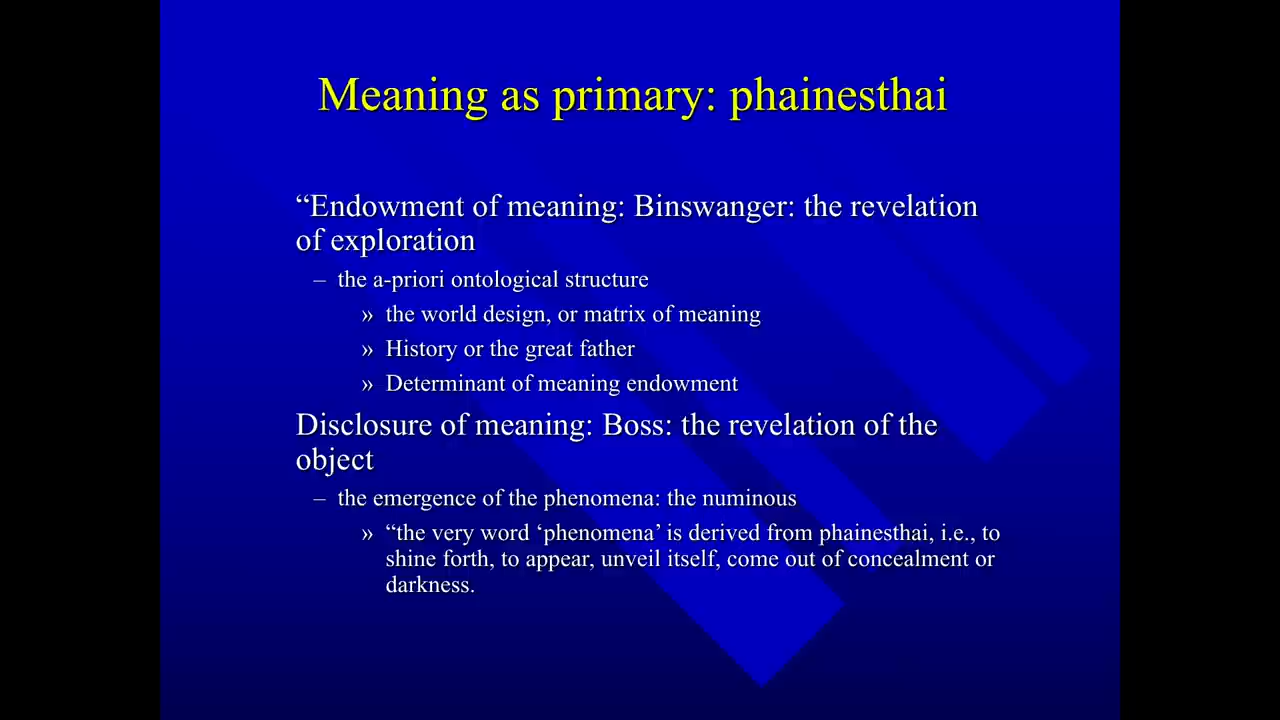 Meaning as primary: phainesthai
“Endowment of meaning: Binswanger: the revelation
of exploration
– the a-priori ontological structure
» the world design, or matrix of meaning
» History or the great father
» Determinant of meaning endowment
Disclosure of meaning: Boss: the revelation of the
object
– the emergence of the phenomena: the numinous
» “the very word ‘phenomena’ is derived from phainesthai, i.e., to
shine forth, to appear, unveil itself, come out of concealment or
darkness.